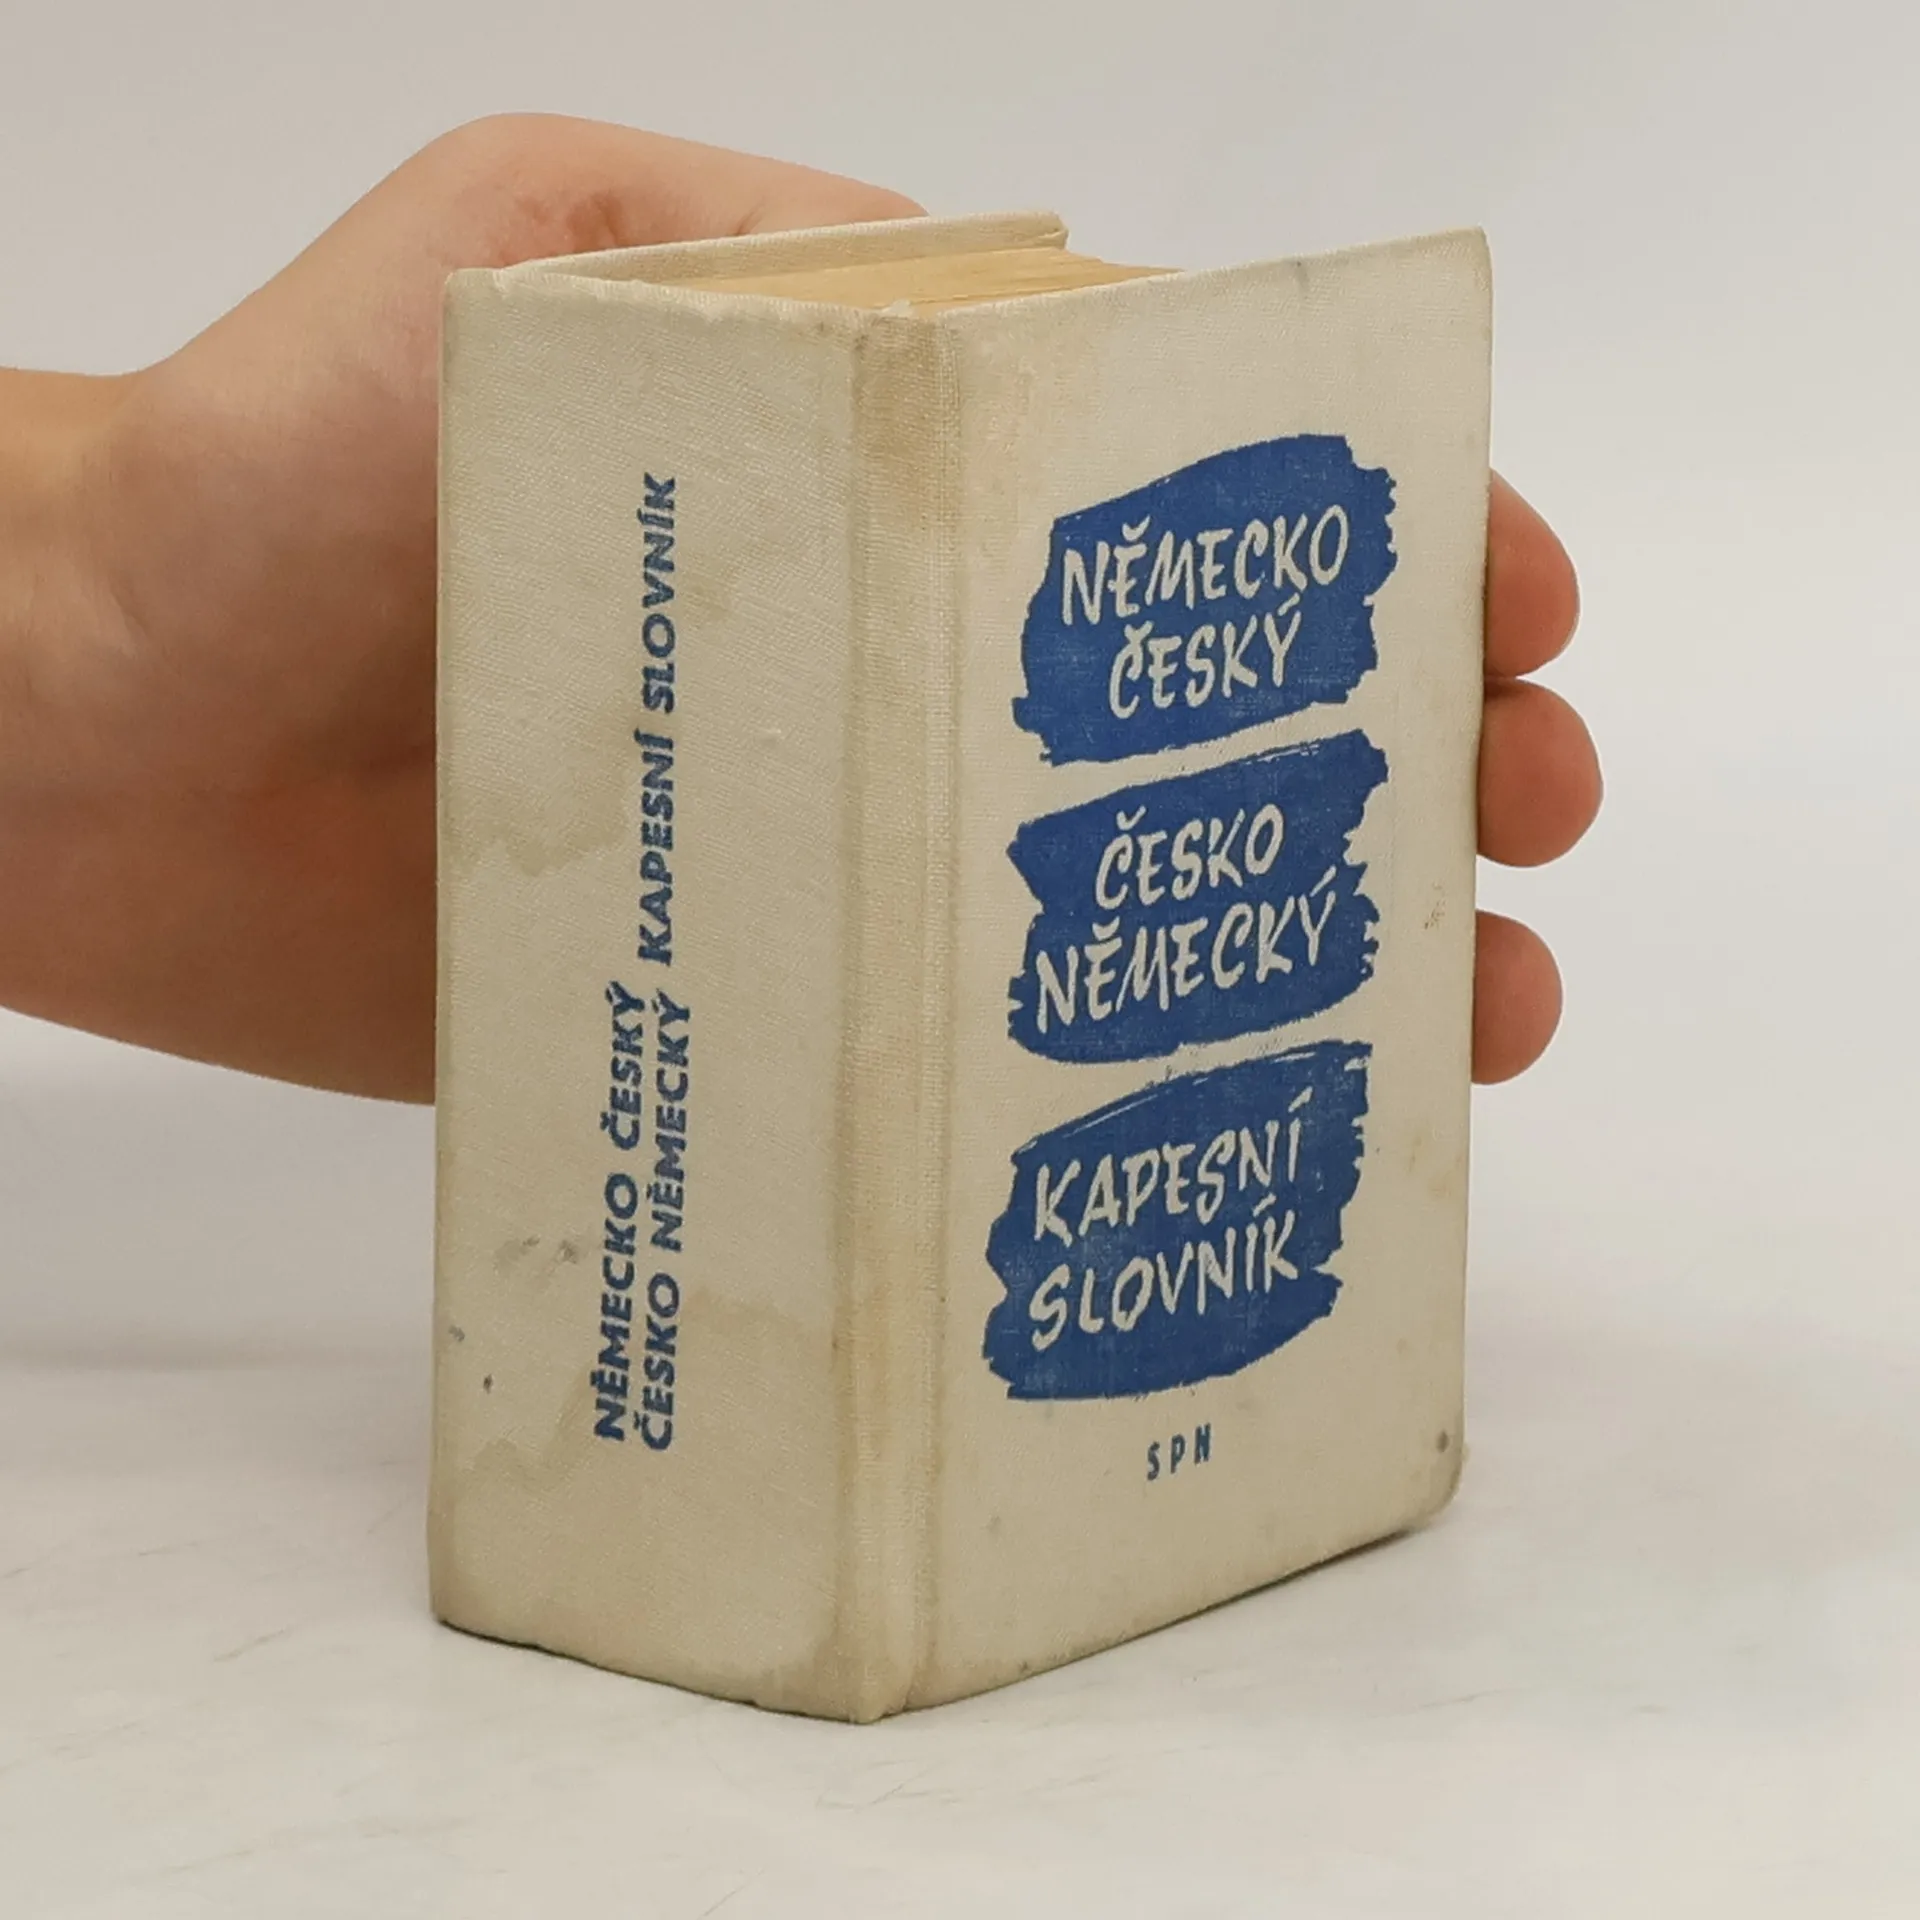 NĚMECKO ČESKÝ
ČESKO NĚMECKÝ KAPESNÍ SLOVNÍK
NĚMECKO
ČESKÝ
ČESKO
NĚMECKÝ
KAPESNÍ
SLOVNÍK
SPN